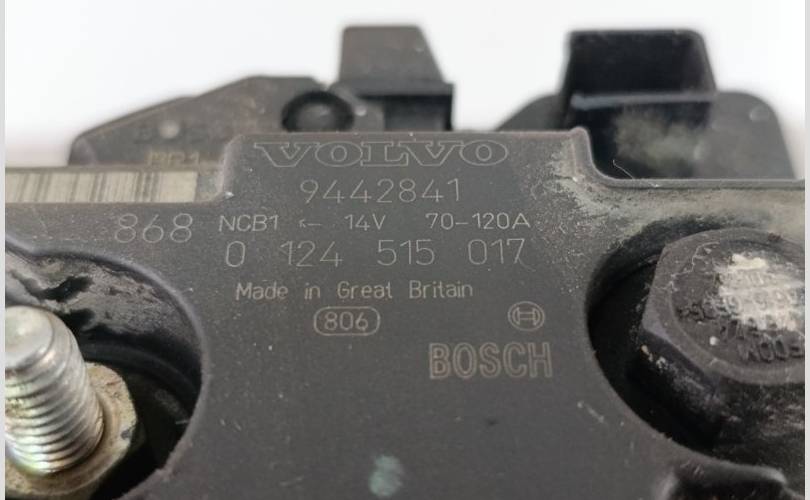 VOLVO
9442841
868 NCB1 <- 14V 70-120A
0 124 515 017
Made in Great Britain
806
BOSCH